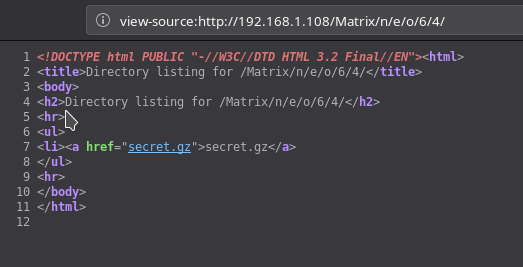 view-source:http://192.168.1.108/Matrix/n/e/o/6/4/
1 <!DOCTYPE html PUBLIC "-//W3C//DTD HTML 3.2 Final//EN"><html>
2 <title>Directory listing for /Matrix/n/e/o/6/4/</title>
3 <body>
4 <h2>Directory listing for /Matrix/n/e/o/6/4/</h2>
5 <hr>
6 <ul>
7 <li><a href="secret.gz">secret.gz</a>
8 </ul>
9 <hr>
10 </body>
11 </html>
12